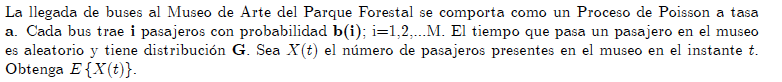 La llegada de buses al Museo de Arte del Parque Forestal se comporta como un Proceso de Poisson a tasa
a. Cada bus trae i pasajeros con probabilidad b(i); i=1,2,...M. El tiempo que pasa un pasajero en el museo
es aleatorio y tiene distribución G. Sea X(t) el número de pasajeros presentes en el museo en el instante t.
Obtenga E{X(t)}.